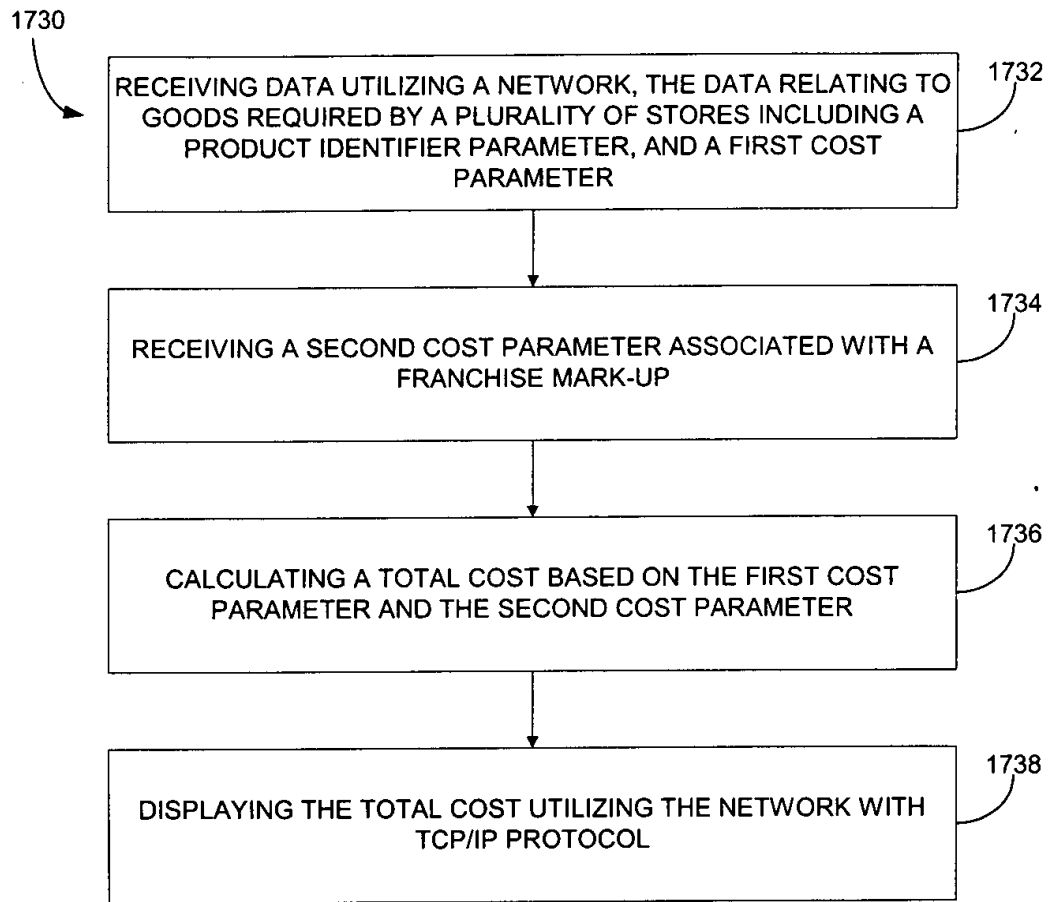 1730
1732
RECEIVING DATA UTILIZING A NETWORK, THE DATA RELATING TO
GOODS REQUIRED BY A PLURALITY OF STORES INCLUDING A
PRODUCT IDENTIFIER PARAMETER, AND A FIRST COST
PARAMETER
1734
RECEIVING A SECOND COST PARAMETER ASSOCIATED WITH A
FRANCHISE MARK-UP
1736
CALCULATING A TOTAL COST BASED ON THE FIRST COST
PARAMETER AND THE SECOND COST PARAMETER
1738
DISPLAYING THE TOTAL COST UTILIZING THE NETWORK WITH
TCP/IP PROTOCOL